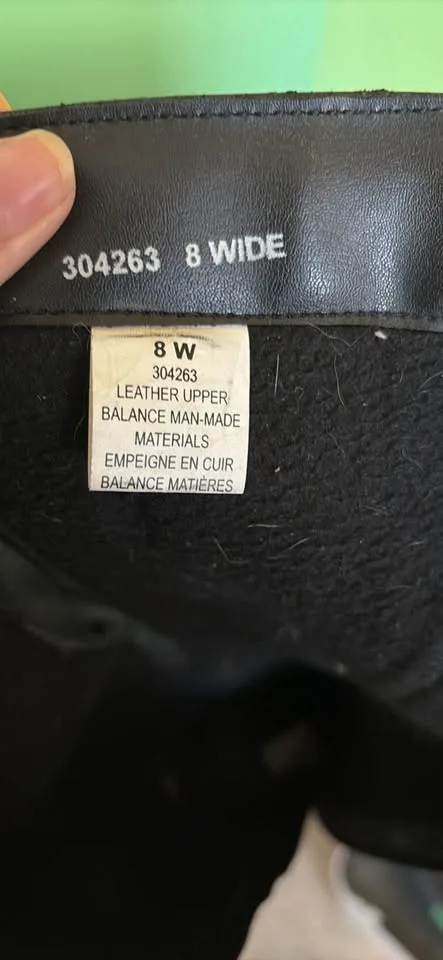 304263 8 WIDE
8 W
304263
LEATHER UPPER
BALANCE MAN-MADE
MATERIALS
EMPEIGNE EN CUIR
BALANCE MATIÈRES